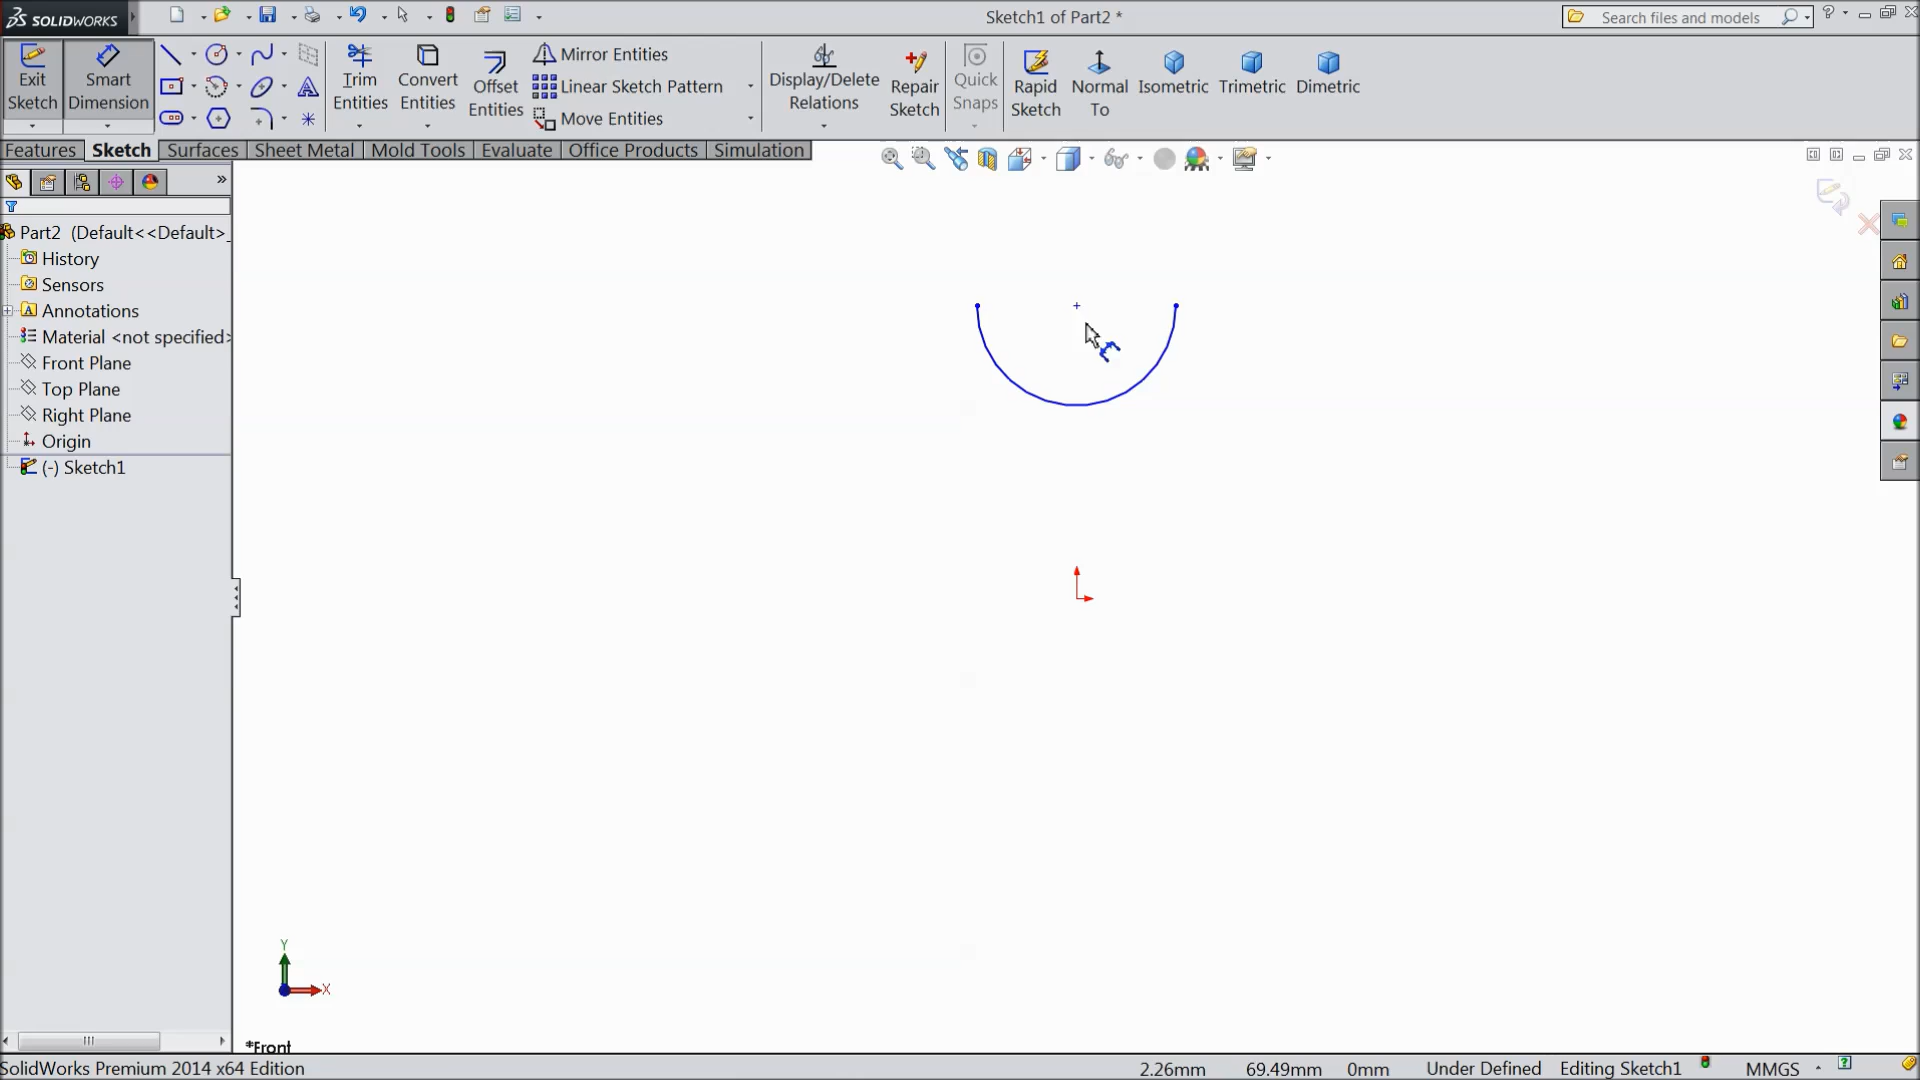 SOLIDWORKS
Sketch1 of Part2 *
Search files and models
Exit Sketch
Smart Dimension
Trim Entities
Convert Entities
Offset Entities
Mirror Entities
Linear Sketch Pattern
Move Entities
Display/Delete Relations
Repair Sketch
Quick Snaps
Rapid Sketch
Normal To
Isometric
Trimetric
Dimetric
Features
Sketch
Surfaces
Sheet Metal
Mold Tools
Evaluate
Office Products
Simulation
Part2 (Default<<Default>_
History
Sensors
Annotations
Material <not specified>
Front Plane
Top Plane
Right Plane
Origin
(-) Sketch1
Y
X
*Front
SolidWorks Premium 2014 x64 Edition
2.26mm
69.49mm
0mm
Under Defined
Editing Sketch1
MMGS